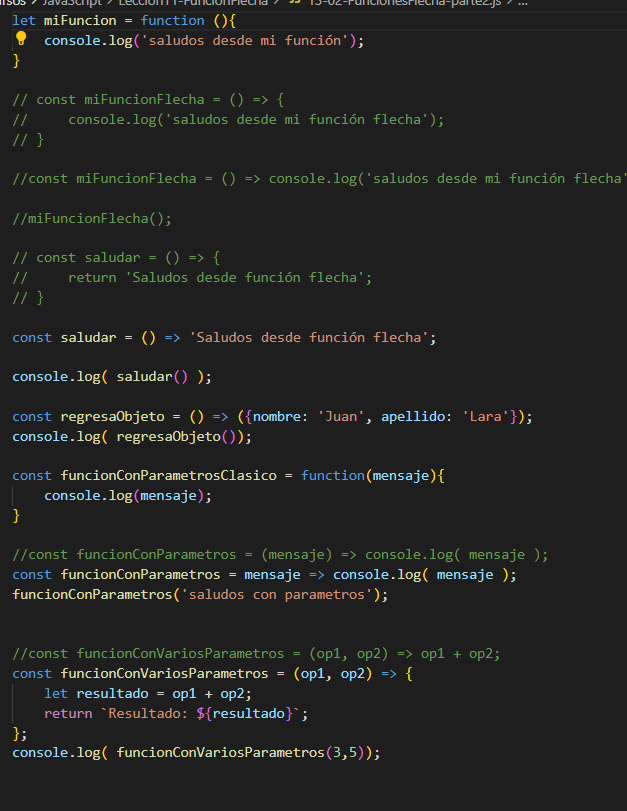 JavaScript > Leccion11-FuncionFlecha > 13-02-FuncionesFlecha-parte2.js > ...
let miFuncion = function (){
    console.log('saludos desde mi función');
}
// const miFuncionFlecha = () => {
//     console.log('saludos desde mi función flecha');
// }
//const miFuncionFlecha = () => console.log('saludos desde mi función flecha'
//miFuncionFlecha();
// const saludar = () => {
//     return 'Saludos desde función flecha';
// }
const saludar = () => 'Saludos desde función flecha';
console.log( saludar() );
const regresaObjeto = () => ({nombre: 'Juan', apellido: 'Lara'});
console.log( regresaObjeto());
const funcionConParametrosClasico = function(mensaje){
    console.log(mensaje);
}
//const funcionConParametros = (mensaje) => console.log( mensaje );
const funcionConParametros = mensaje => console.log( mensaje );
funcionConParametros('saludos con parametros');
//const funcionConVariosParametros = (op1, op2) => op1 + op2;
const funcionConVariosParametros = (op1, op2) => {
    let resultado = op1 + op2;
    return `Resultado: ${resultado}`;
};
console.log( funcionConVariosParametros(3,5));